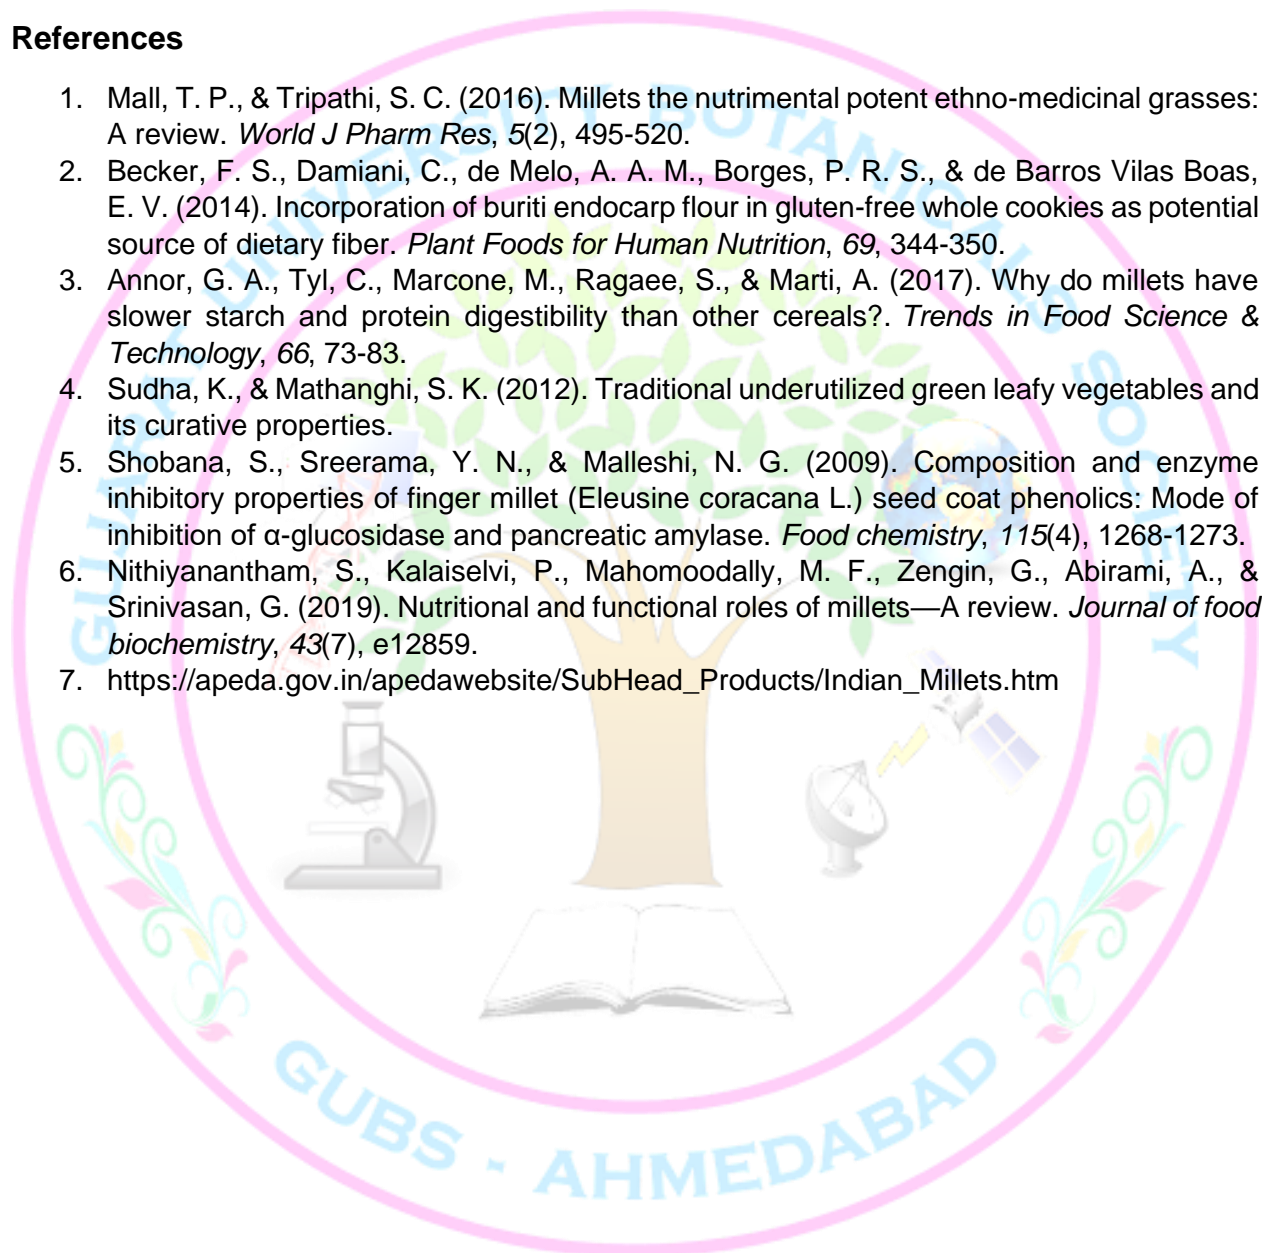 References
1. Mall, T. P., & Tripathi, S. C. (2016). Millets the nutrimental potent ethno-medicinal grasses:
A review. World J Pharm Res, 5(2), 495-520.
2. Becker, F. S., Damiani, C., de Melo, A. A. M., Borges, P. R. S., & de Barros Vilas Boas,
E. V. (2014). Incorporation of buriti endocarp flour in gluten-free whole cookies as potential
source of dietary fiber. Plant Foods for Human Nutrition, 69, 344-350.
3. Annor, G. A., Tyl, C., Marcone, M., Ragaee, S., & Marti, A. (2017). Why do millets have
slower starch and protein digestibility than other cereals?. Trends in Food Science &
Technology, 66, 73-83.
4. Sudha, K., & Mathanghi, S. K. (2012). Traditional underutilized green leafy vegetables and
its curative properties.
5. Shobana, S., Sreerama, Y. N., & Malleshi, N. G. (2009). Composition and enzyme
inhibitory properties of finger millet (Eleusine coracana L.) seed coat phenolics: Mode of
inhibition of α-glucosidase and pancreatic amylase. Food chemistry, 115(4), 1268-1273.
6. Nithiyanantham, S., Kalaiselvi, P., Mahomoodally, M. F., Zengin, G., Abirami, A., &
Srinivasan, G. (2019). Nutritional and functional roles of millets—A review. Journal of food
biochemistry, 43(7), e12859.
7. https://apeda.gov.in/apedawebsite/SubHead_Products/Indian_Millets.htm
GUJARAT UNIVERSITY BOTANICALS SOCIETY
GUBS - AHMEDABAD